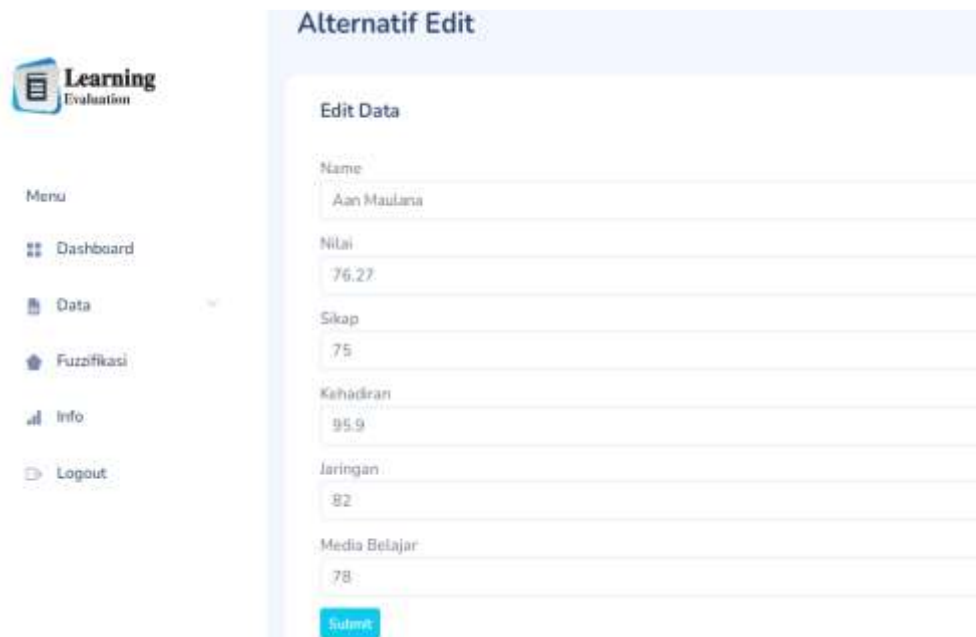 Alternatif Edit
Learning
Evaluation
Menu
Dashboard
Data
Fuzzifikasi
Info
Logout
Edit Data
Name
Aan Maulana
Nilai
76.27
Sikap
75
Kehadiran
95.9
Jaringan
82
Media Belajar
78
Submit